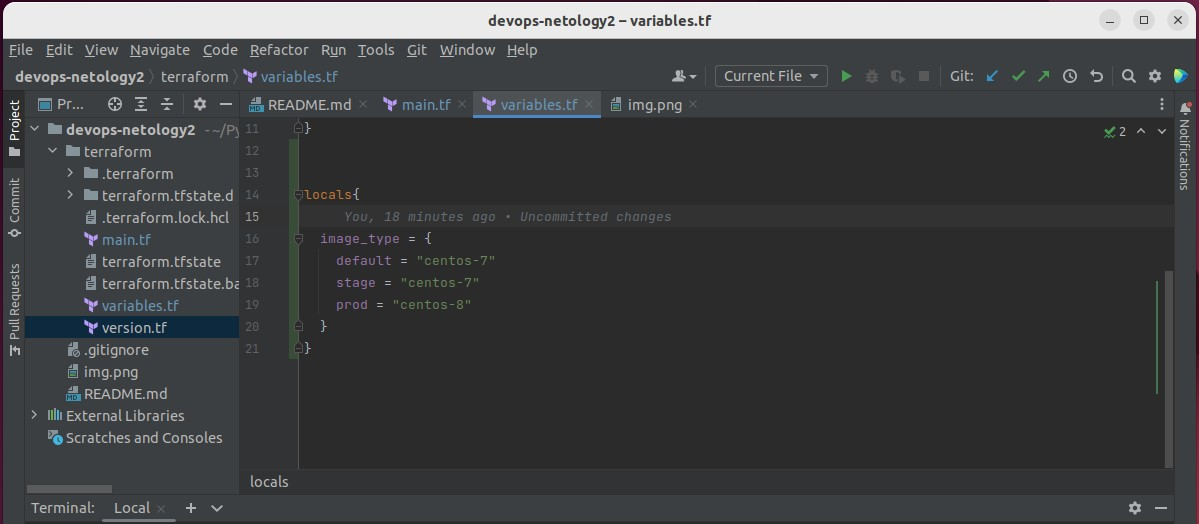 devops-netology2 – variables.tf
File Edit View Navigate Code Refactor Run Tools Git Window Help
devops-netology2 terraform variables.tf Current File Git:
Project
Commit
Pull Requests
Pr...
README.md main.tf variables.tf img.png
Notifications
devops-netology2 ~/Py
terraform
.terraform
terraform.tfstate.d
.terraform.lock.hcl
main.tf
terraform.tfstate
terraform.tfstate.ba
variables.tf
version.tf
.gitignore
img.png
README.md
External Libraries
Scratches and Consoles
2
11 }
12
13
14 locals{
15 You, 18 minutes ago • Uncommitted changes
16 image_type = {
17 default = "centos-7"
18 stage = "centos-7"
19 prod = "centos-8"
20 }
21 }
locals
Terminal: Local